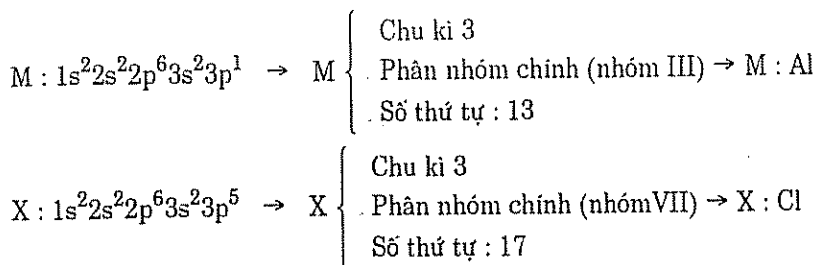 Chu kì 3
M : 1s²2s²2p⁶3s²3p¹ → M { Phân nhóm chính (nhóm III) → M : Al
Số thứ tự : 13
Chu kì 3
X : 1s²2s²2p⁶3s²3p⁵ → X { Phân nhóm chính (nhómVII) → X : Cl
Số thứ tự : 17